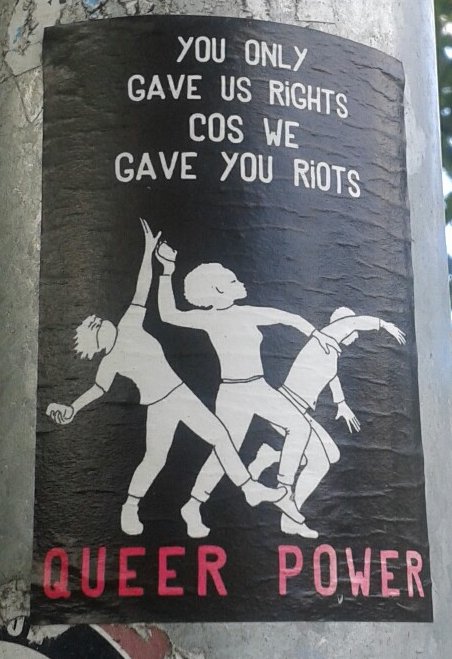 YOU ONLY
GAVE US RiGHTS
COS WE
GAVE YOU RiOTS
QUEER POWER